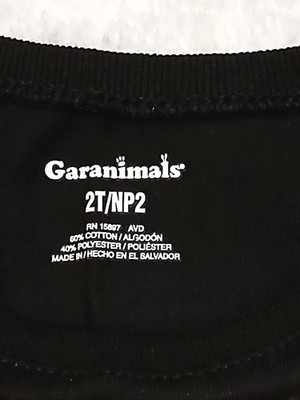 Garanimals®
2T/NP2
RN 15897 AVD
60% COTTON / ALGODÓN
40% POLYESTER / POLIÉSTER
MADE IN / HECHO EN EL SALVADOR